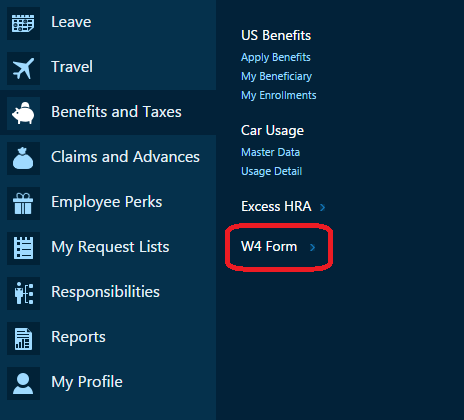 Leave
Travel
Benefits and Taxes
Claims and Advances
Employee Perks
My Request Lists
Responsibilities
Reports
My Profile
US Benefits
Apply Benefits
My Beneficiary
My Enrollments
Car Usage
Master Data
Usage Detail
Excess HRA
W4 Form